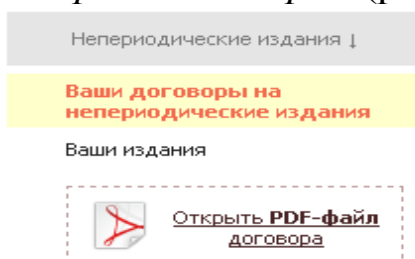 Непериодические издания ↓
Ваши договоры на
непериодические издания
Ваши издания
Открыть PDF-файл
договора